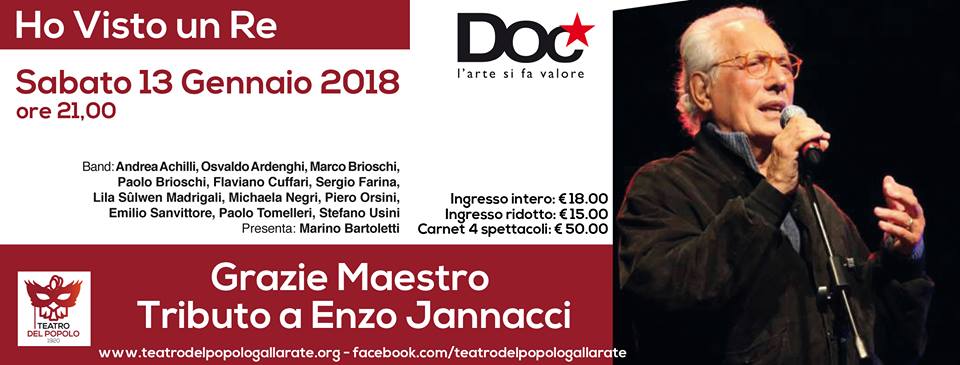 Ho Visto un Re
Sabato 13 Gennaio 2018
ore 21,00
Doc
l'arte si fa valore
Band: Andrea Achilli, Osvaldo Ardenghi, Marco Brioschi,
Paolo Brioschi, Flaviano Cuffari, Sergio Farina,
Lila Sûlwen Madrigali, Michaela Negri, Piero Orsini,
Emilio Sanvittore, Paolo Tomelleri, Stefano Usini
Presenta: Marino Bartoletti
Ingresso intero: € 18.00
Ingresso ridotto: € 15.00
Carnet 4 spettacoli: € 50.00
Grazie Maestro
Tributo a Enzo Jannacci
TEATRO
DEL POPOLO
1920
www.teatrodelpopologallarate.org - facebook.com/teatrodelpopologallarate